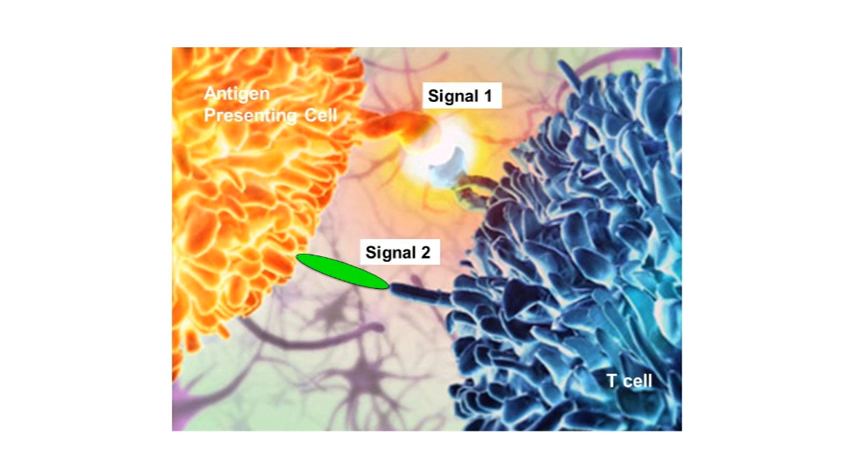 Antigen
Presenting Cell
Signal 1
Signal 2
T cell